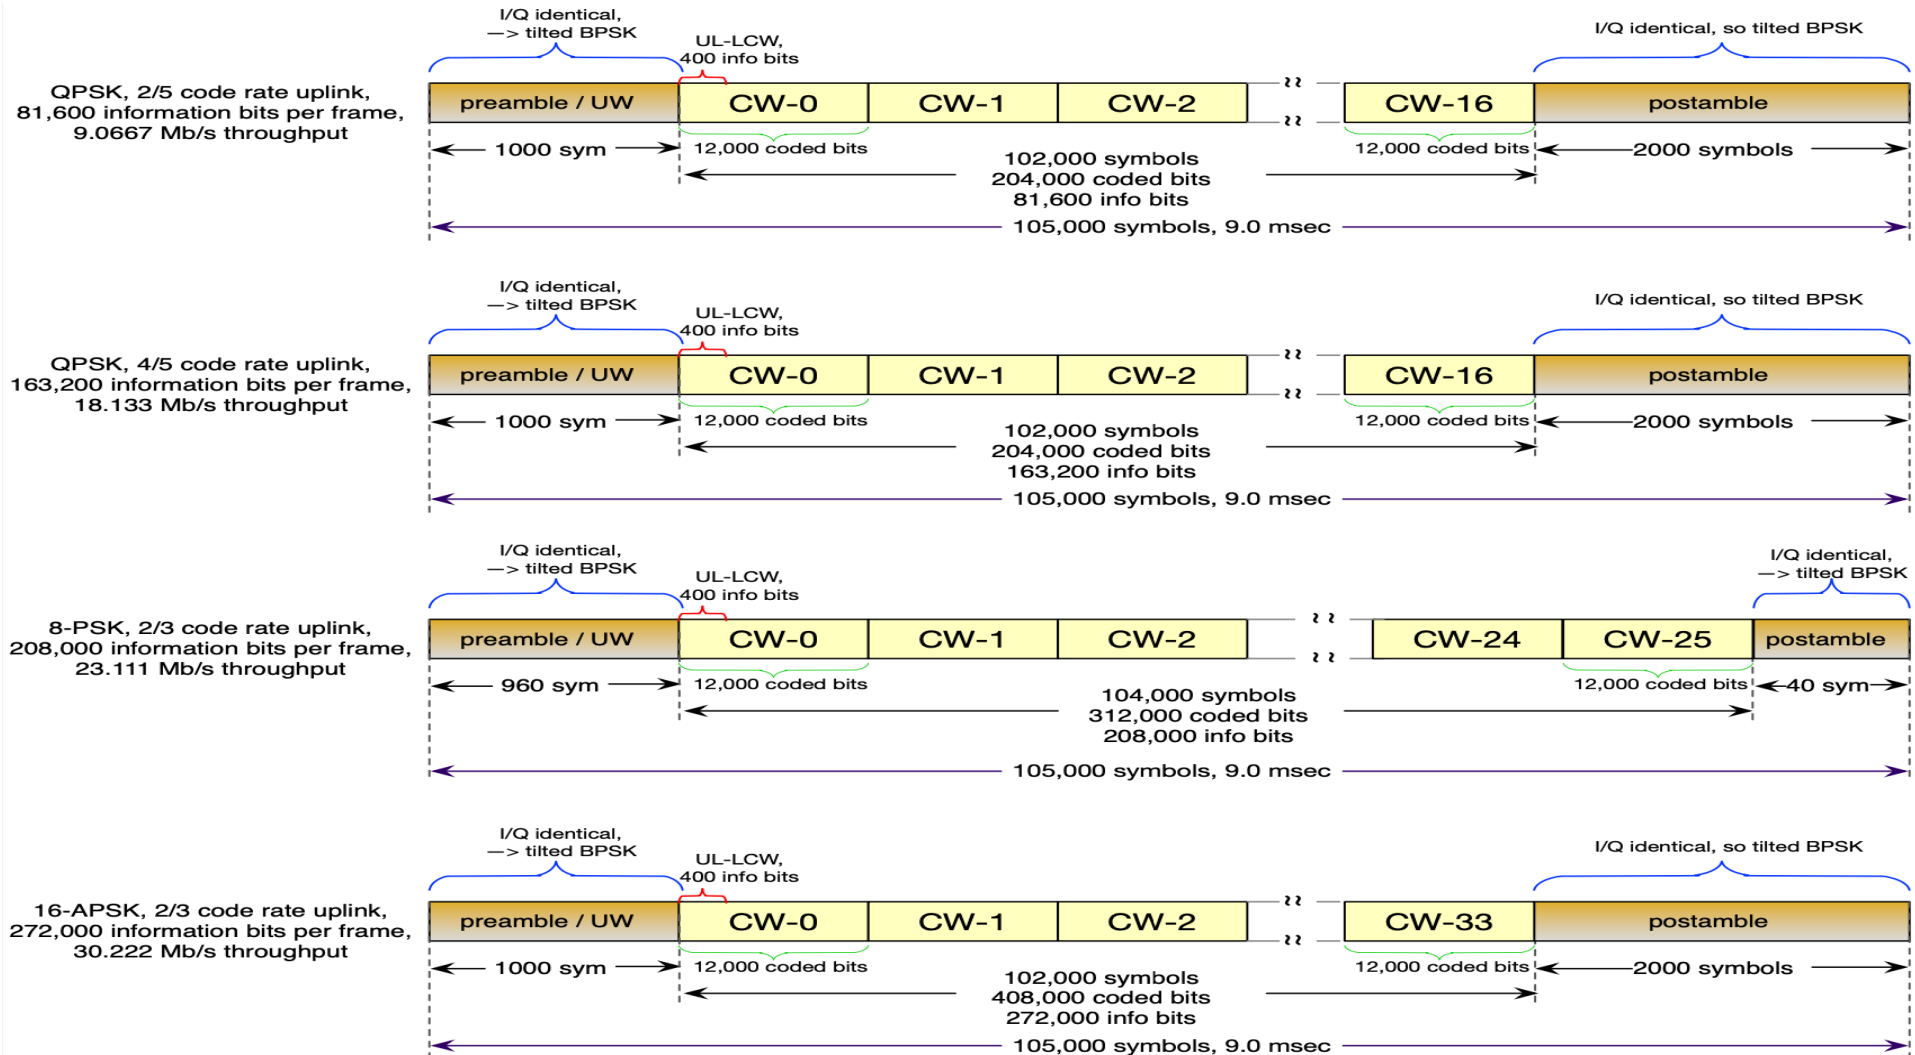 I/Q identical,
—> tilted BPSK
UL-LCW,
400 info bits
I/Q identical, so tilted BPSK
QPSK, 2/5 code rate uplink,
81,600 information bits per frame,
9.0667 Mb/s throughput
preamble / UW
CW-0
CW-1
CW-2
CW-16
postamble
1000 sym
12,000 coded bits
102,000 symbols
204,000 coded bits
81,600 info bits
12,000 coded bits
2000 symbols
105,000 symbols, 9.0 msec
I/Q identical,
—> tilted BPSK
UL-LCW,
400 info bits
I/Q identical, so tilted BPSK
QPSK, 4/5 code rate uplink,
163,200 information bits per frame,
18.133 Mb/s throughput
preamble / UW
CW-0
CW-1
CW-2
CW-16
postamble
1000 sym
12,000 coded bits
102,000 symbols
204,000 coded bits
163,200 info bits
12,000 coded bits
2000 symbols
105,000 symbols, 9.0 msec
I/Q identical,
—> tilted BPSK
UL-LCW,
400 info bits
I/Q identical,
—> tilted BPSK
8-PSK, 2/3 code rate uplink,
208,000 information bits per frame,
23.111 Mb/s throughput
preamble / UW
CW-0
CW-1
CW-2
CW-24
CW-25
postamble
960 sym
12,000 coded bits
104,000 symbols
312,000 coded bits
208,000 info bits
12,000 coded bits
40 sym
105,000 symbols, 9.0 msec
I/Q identical,
—> tilted BPSK
UL-LCW,
400 info bits
I/Q identical, so tilted BPSK
16-APSK, 2/3 code rate uplink,
272,000 information bits per frame,
30.222 Mb/s throughput
preamble / UW
CW-0
CW-1
CW-2
CW-33
postamble
1000 sym
12,000 coded bits
102,000 symbols
408,000 coded bits
272,000 info bits
12,000 coded bits
2000 symbols
105,000 symbols, 9.0 msec